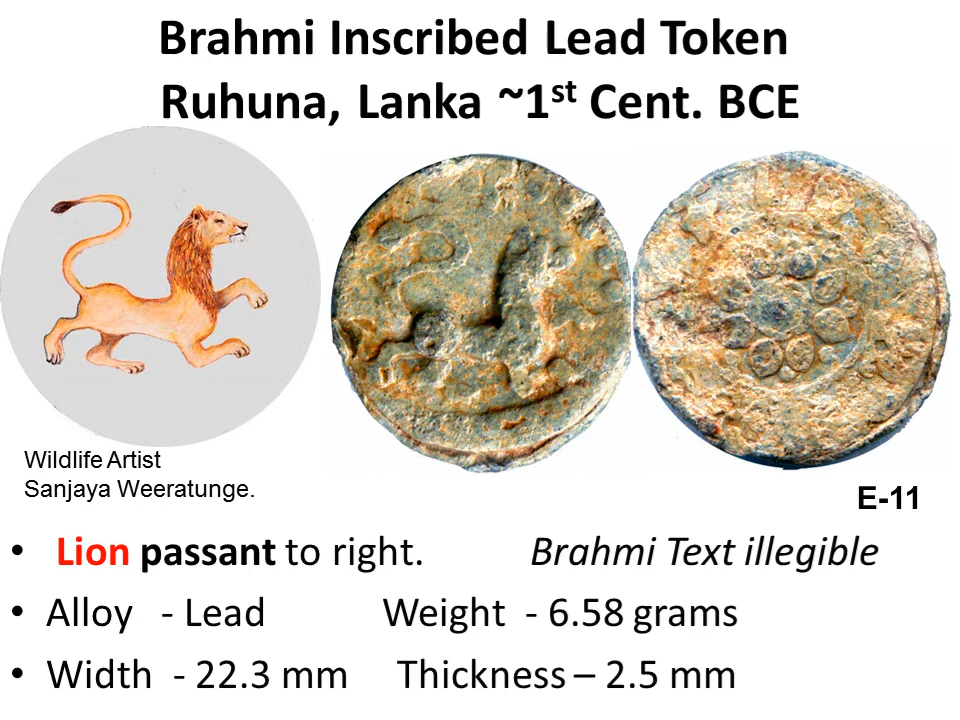 Brahmi Inscribed Lead Token
Ruhuna, Lanka ~1st Cent. BCE
Wildlife Artist
Sanjaya Weeratunge.
E-11
• Lion passant to right. Brahmi Text illegible
• Alloy - Lead Weight - 6.58 grams
• Width - 22.3 mm Thickness – 2.5 mm